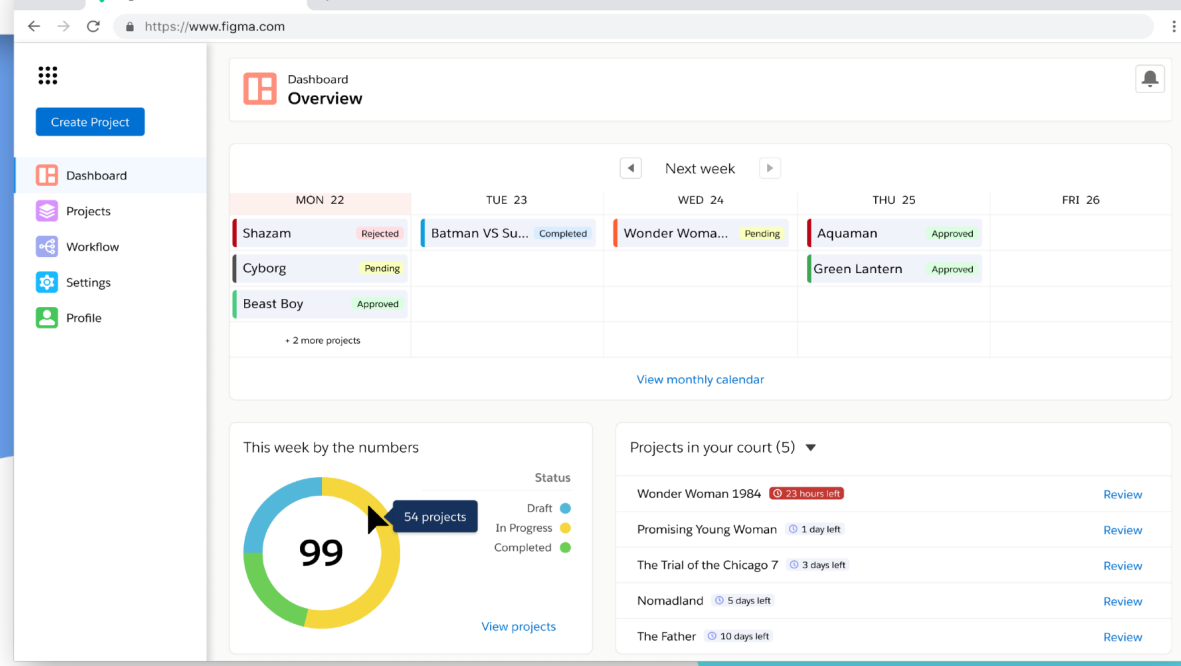 https://www.figma.com
Create Project
Dashboard
Projects
Workflow
Settings
Profile
Dashboard
Overview
Next week
MON 22
TUE 23
WED 24
THU 25
FRI 26
Shazam Rejected
Batman VS Su... Completed
Wonder Woma... Pending
Aquaman Approved
Cyborg Pending
Green Lantern Approved
Beast Boy Approved
+ 2 more projects
View monthly calendar
This week by the numbers
Status
Draft
In Progress
Completed
54 projects
99
View projects
Projects in your court (5)
Wonder Woman 1984 23 hours left Review
Promising Young Woman 1 day left Review
The Trial of the Chicago 7 3 days left Review
Nomadland 5 days left Review
The Father 10 days left Review